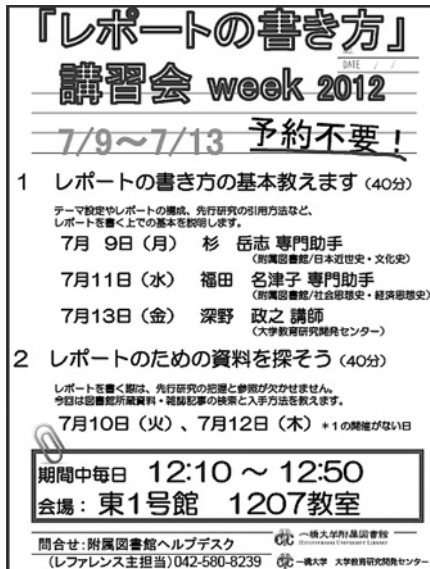 「レポートの書き方」
講習会 week 2012
DATE / /
7/9～7/13 予約不要！
1 レポートの書き方の基本教えます（40分）
テーマ設定やレポートの構成、先行研究の引用方法など、
レポートを書く上での基本を説明します。
7月 9日（月） 杉 岳志 専門助手
（附属図書館/日本近世史・文化史）
7月11日（水） 福田 名津子 専門助手
（附属図書館/社会思想史・経済思想史）
7月13日（金） 深野 政之 講師
（大学教育研究開発センター）
2 レポートのための資料を探そう（40分）
レポートを書く際は、先行研究の把握と参照が欠かせません。
今回は図書館所蔵資料・雑誌記事の検索と入手方法を教えます。
7月10日（火）、7月12日（木） ＊1の開催がない日
期間中毎日 12:10 ～ 12:50
会場： 東1号館 1207教室
問合せ：附属図書館ヘルプデスク
（レファレンス主担当）042-580-8239
一橋大学附属図書館
Hitotsubashi University Library
一橋大学 大学教育研究開発センター